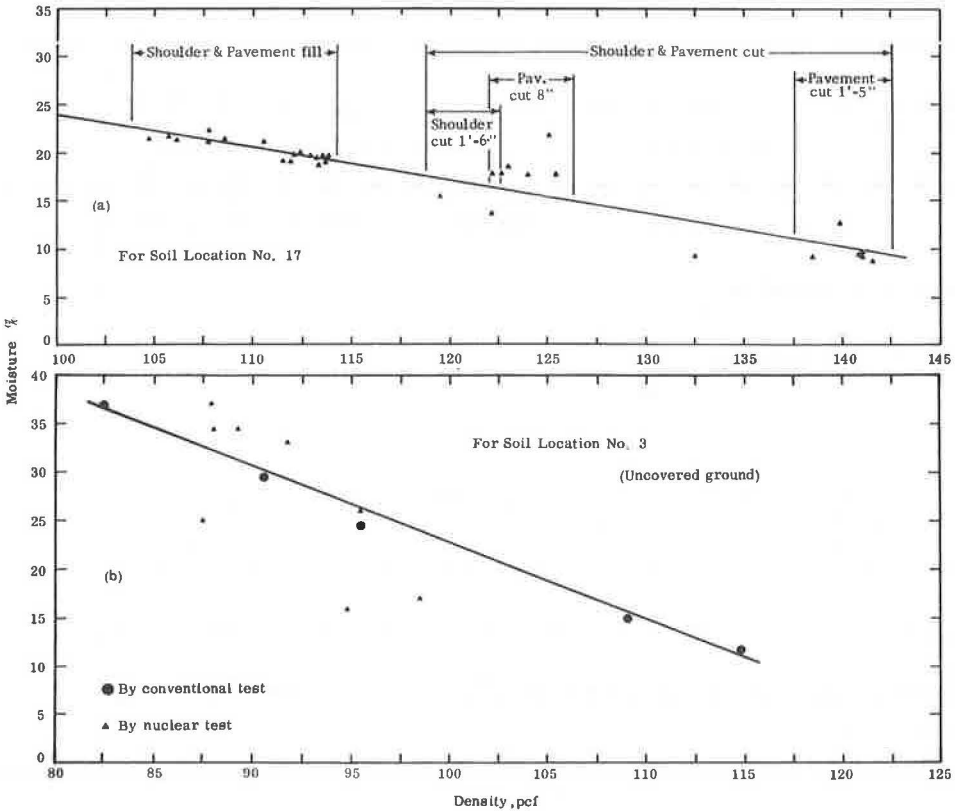 35
30
25
20
15
10
5
0
Shoulder & Pavement fill
Shoulder & Pavement cut
Pav.
cut 8"
Pavement
cut 1'-5"
Shoulder
cut 1'-6"
(a)
For Soil Location No. 17
100 105 110 115 120 125 130 135 140 145
Moisture %
40
35
30
25
20
15
10
5
0
For Soil Location No. 3
(Uncovered ground)
(b)
By conventional test
By nuclear test
80 85 90 95 100 105 110 115 120 125
Density, pcf